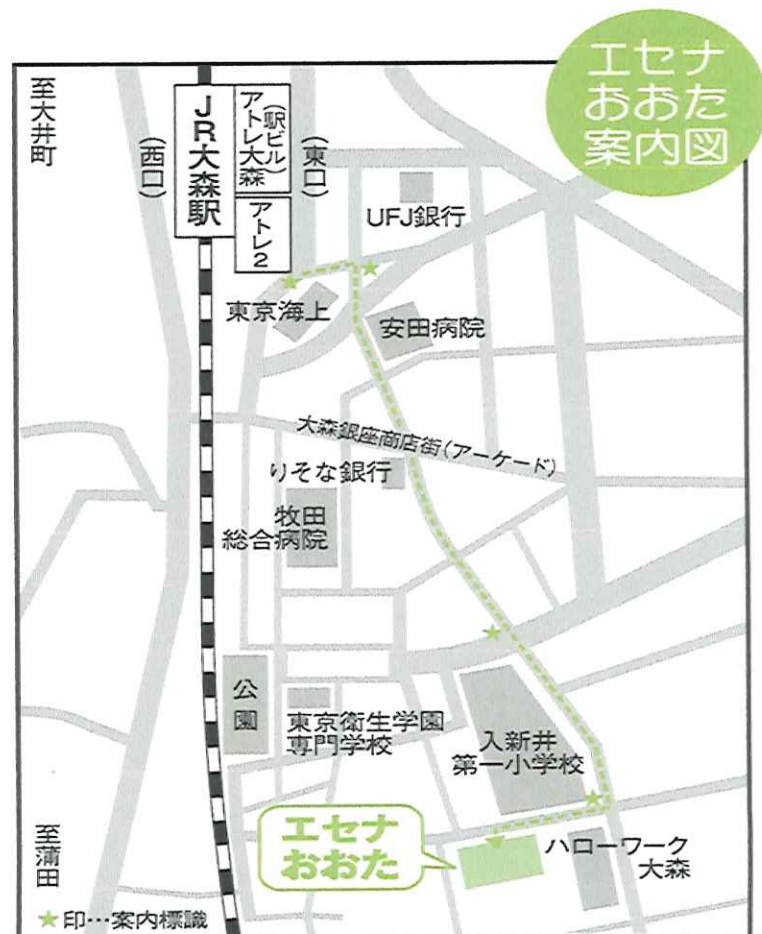 エセナ
おおた
案内図
至大井町
(西口)
JR大森駅
(駅ビル)
アトレ大森
アトレ2
(東口)
UFJ銀行
東京海上
安田病院
大森銀座商店街(アーケード)
りそな銀行
牧田
総合病院
公園
東京衛生学園
専門学校
入新井
第一小学校
エセナ
おおた
ハローワーク
大森
至蒲田
★印…案内標識